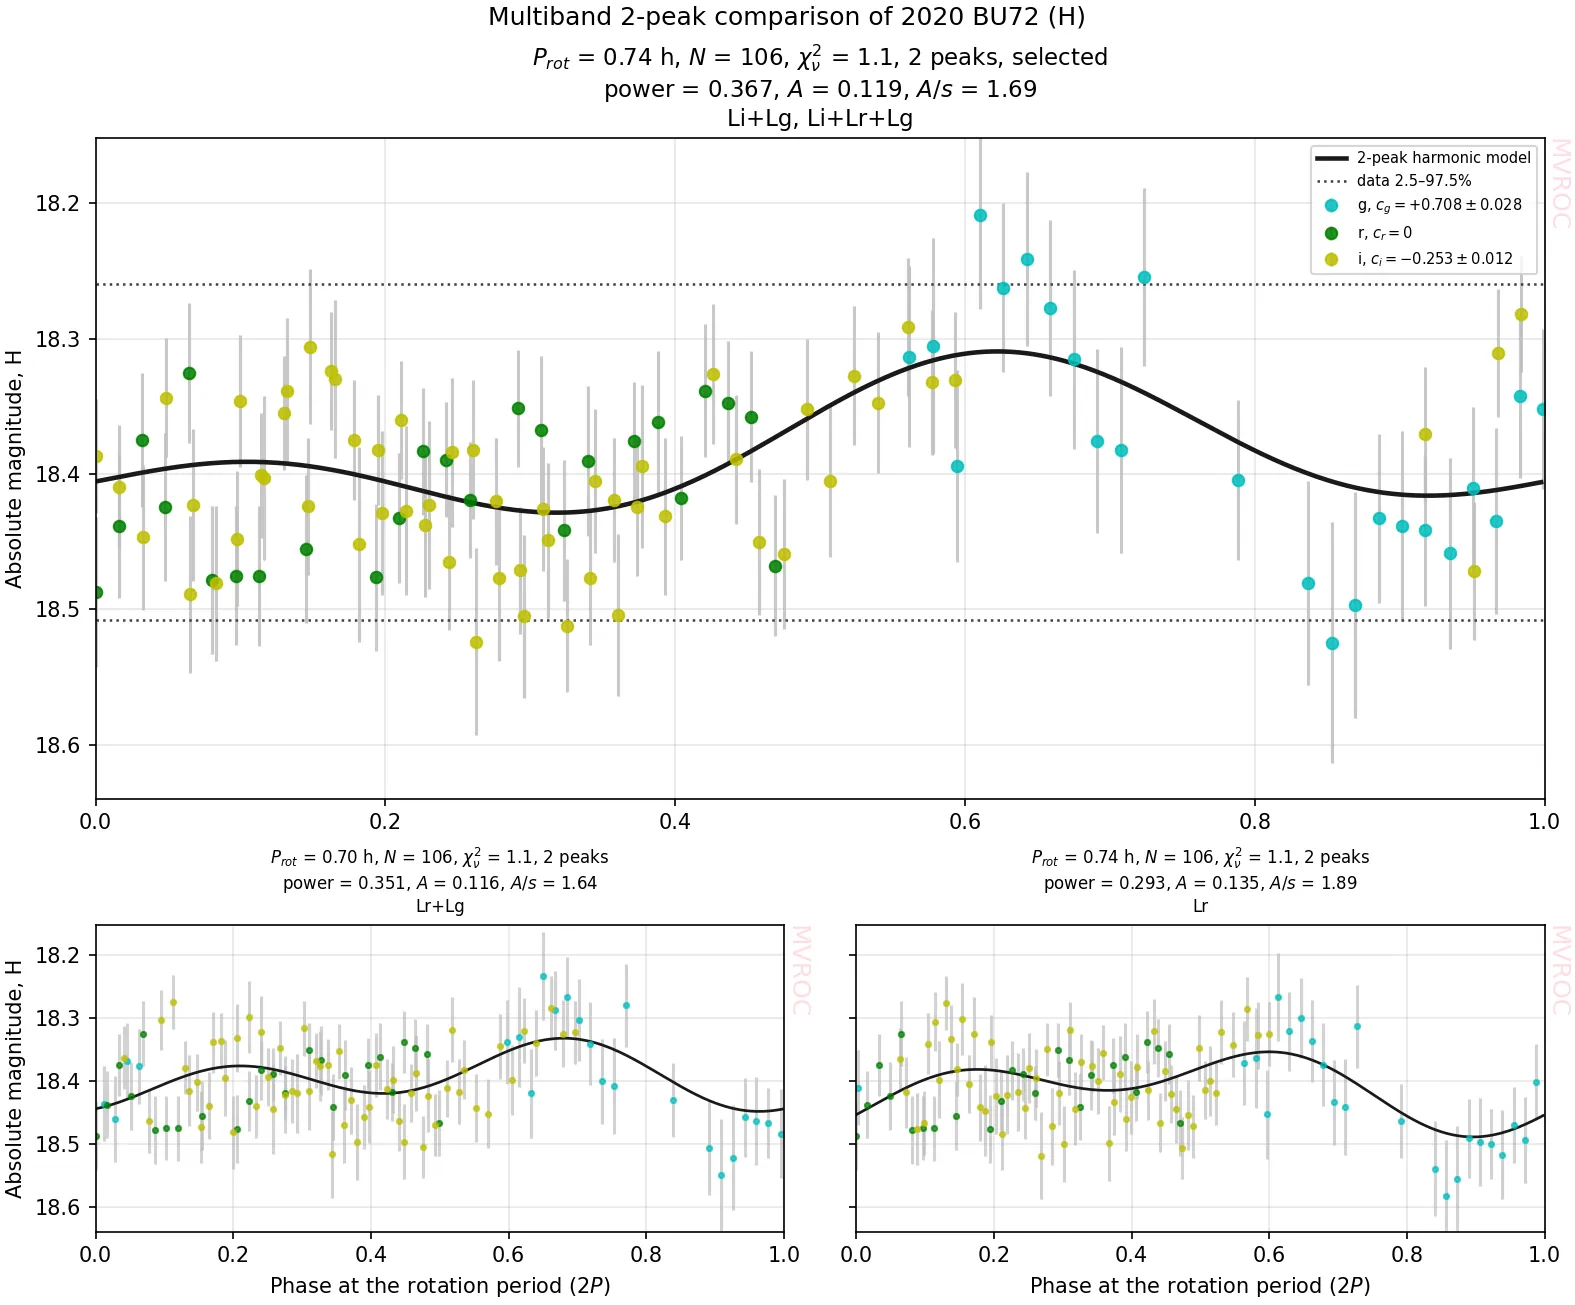 Multiband 2-peak comparison of 2020 BU72 (H)
P_rot = 0.74 h, N = 106, χ²_ν = 1.1, 2 peaks, selected
power = 0.367, A = 0.119, A/s = 1.69
Li+Lg, Li+Lr+Lg
2-peak harmonic model
data 2.5–97.5%
g, c_g = +0.708 ± 0.028
r, c_r = 0
i, c_i = −0.253 ± 0.012
MVROC
Absolute magnitude, H
18.2
18.3
18.4
18.5
18.6
0.0 0.2 0.4 0.6 0.8 1.0
P_rot = 0.70 h, N = 106, χ²_ν = 1.1, 2 peaks
power = 0.351, A = 0.116, A/s = 1.64
Lr+Lg
MVROC
Absolute magnitude, H
18.2
18.3
18.4
18.5
18.6
0.0 0.2 0.4 0.6 0.8 1.0
Phase at the rotation period (2P)
P_rot = 0.74 h, N = 106, χ²_ν = 1.1, 2 peaks
power = 0.293, A = 0.135, A/s = 1.89
Lr
MVROC
0.0 0.2 0.4 0.6 0.8 1.0
Phase at the rotation period (2P)